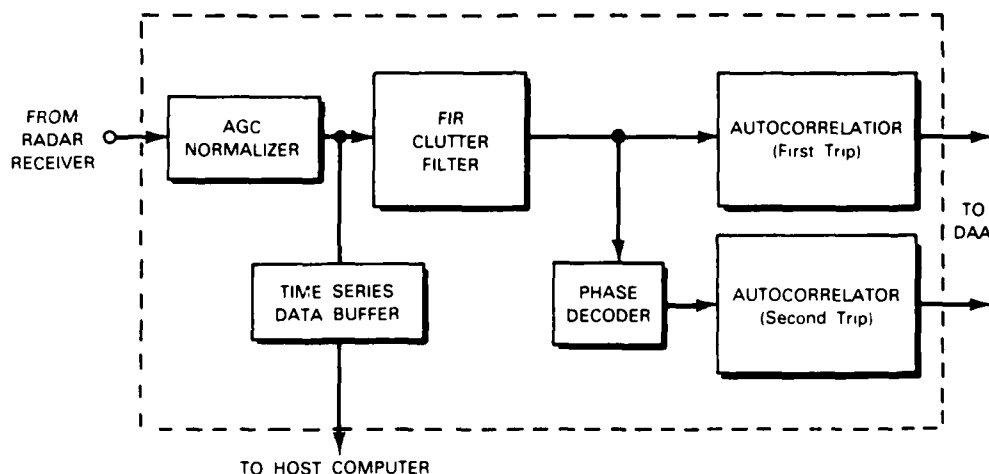 FROM
RADAR
RECEIVER
AGC
NORMALIZER
FIR
CLUTTER
FILTER
AUTOCORRELATIOR
(First Trip)
TO
DAA
TIME SERIES
DATA BUFFER
PHASE
DECODER
AUTOCORRELATOR
(Second Trip)
TO HOST COMPUTER